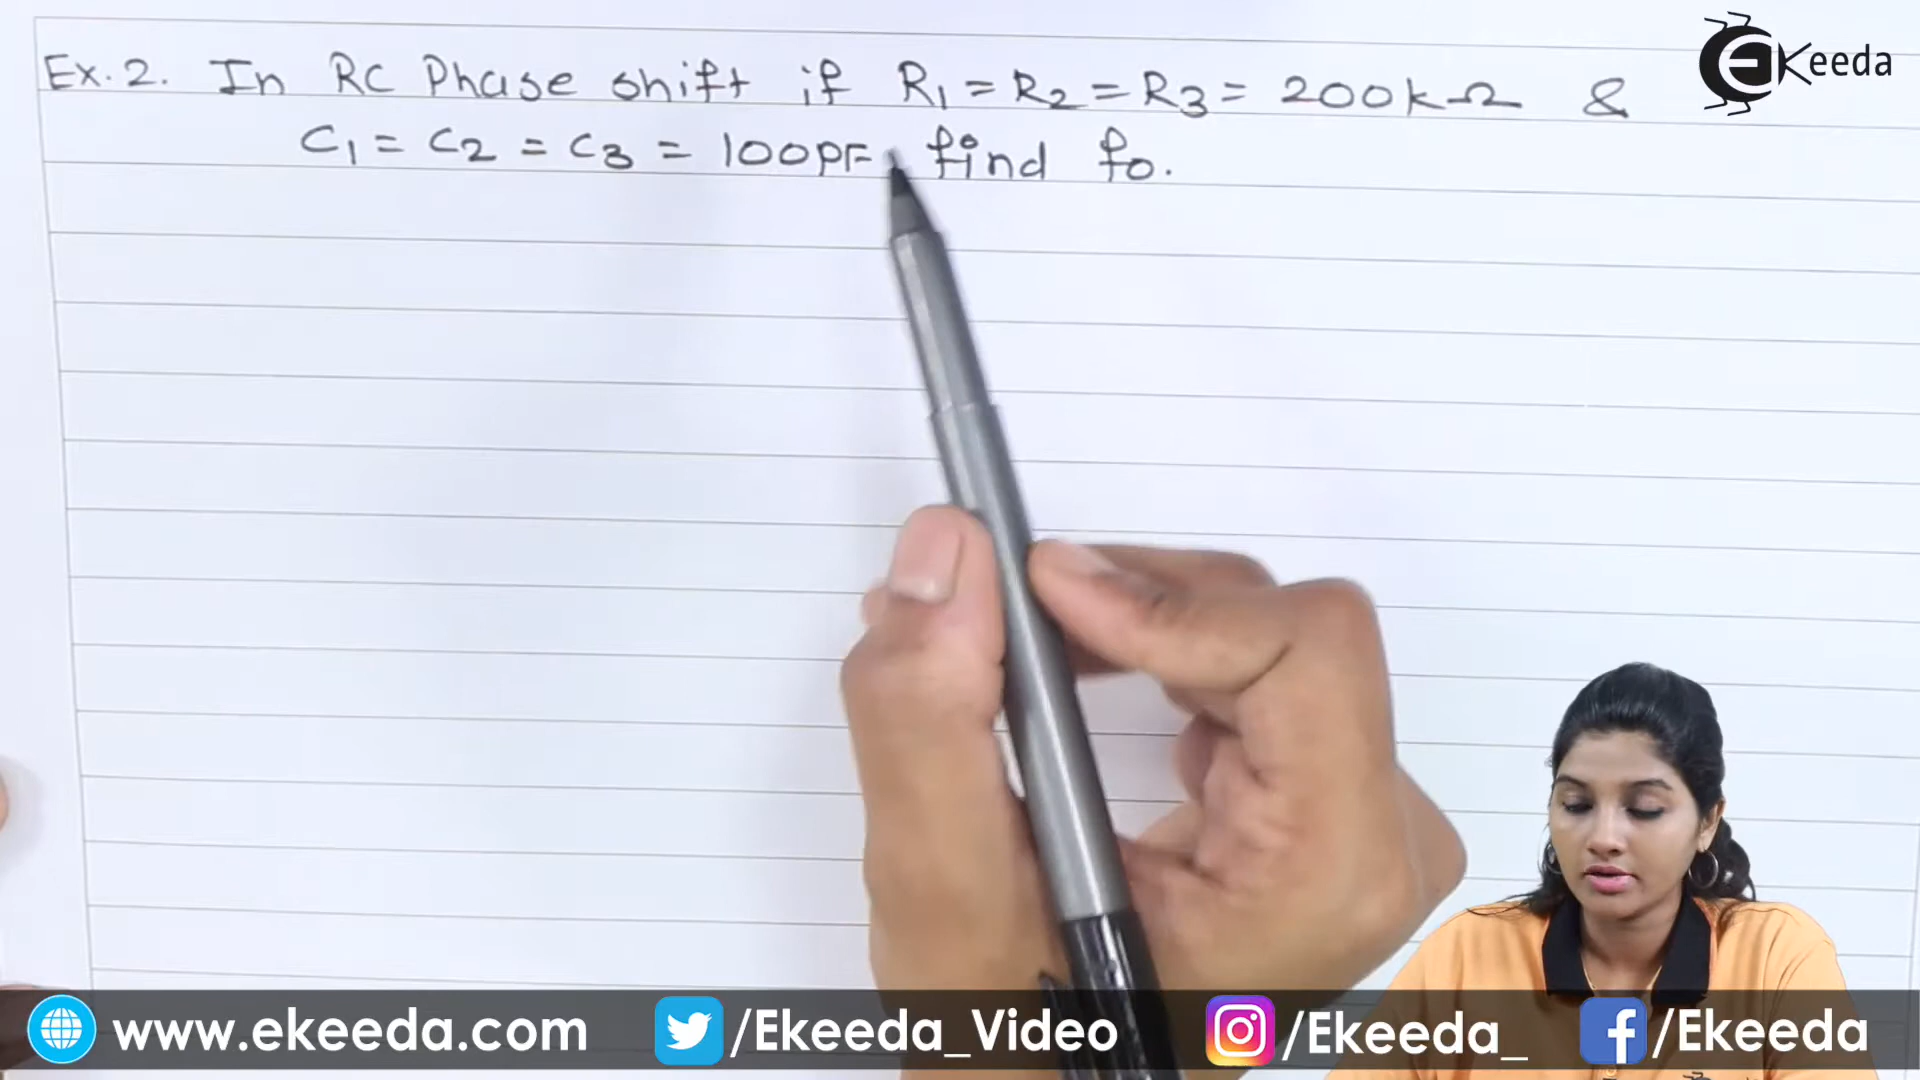 Ex.2. In RC Phase shift if R1 = R2 = R3 = 200kΩ &
C1 = C2 = C3 = 100PF, find fo.
EKeeda
www.ekeeda.com /Ekeeda_Video /Ekeeda_ /Ekeeda